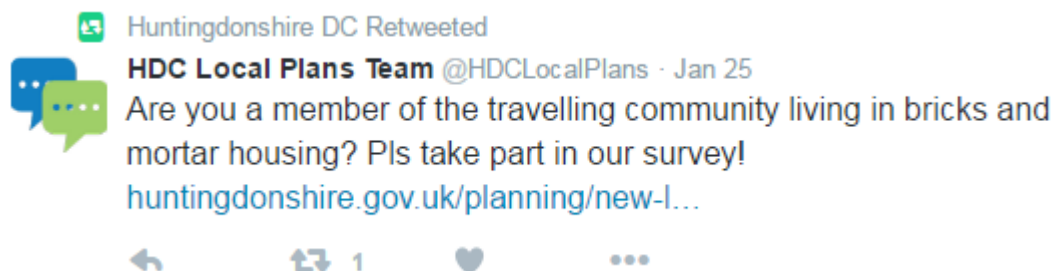 Huntingdonshire DC Retweeted
HDC Local Plans Team @HDCLocalPlans · Jan 25
Are you a member of the travelling community living in bricks and
mortar housing? Pls take part in our survey!
huntingdonshire.gov.uk/planning/new-l…
1